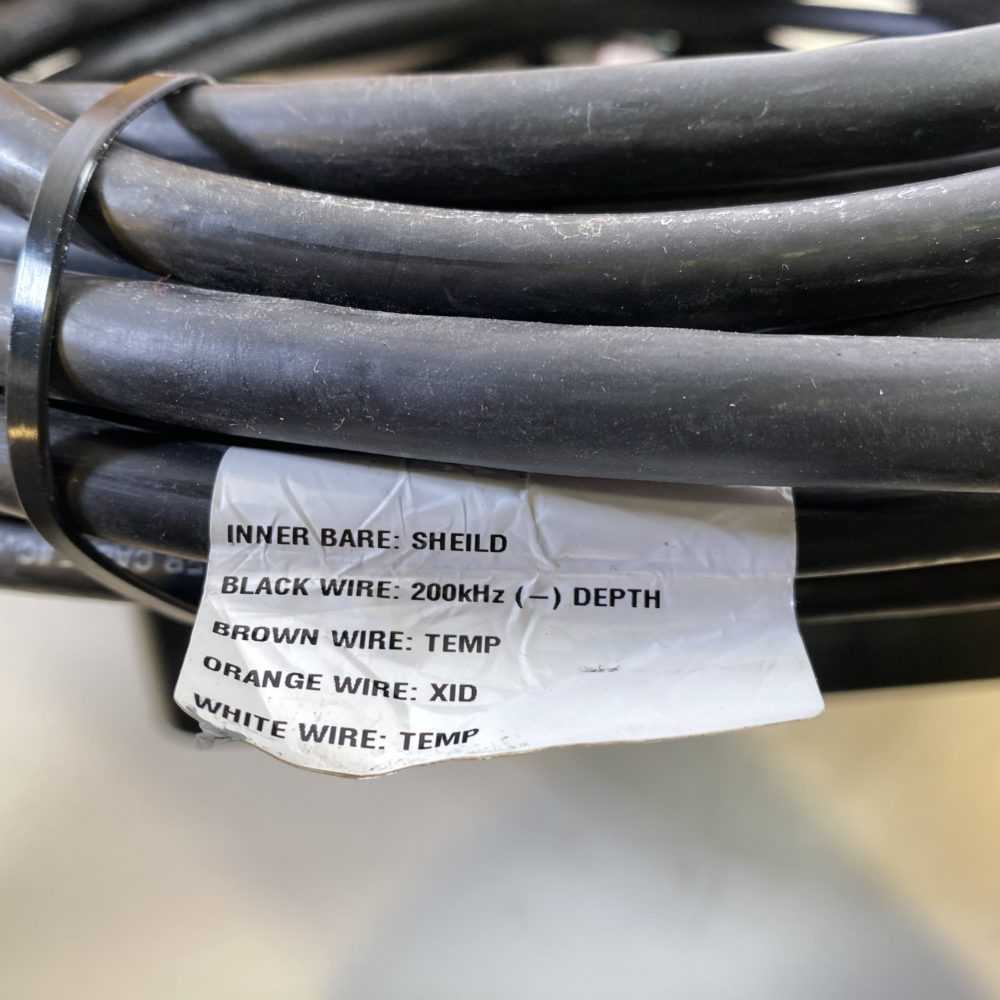 INNER BARE: SHEILD
BLACK WIRE: 200kHz (—) DEPTH
BROWN WIRE: TEMP
ORANGE WIRE: XID
WHITE WIRE: TEMP